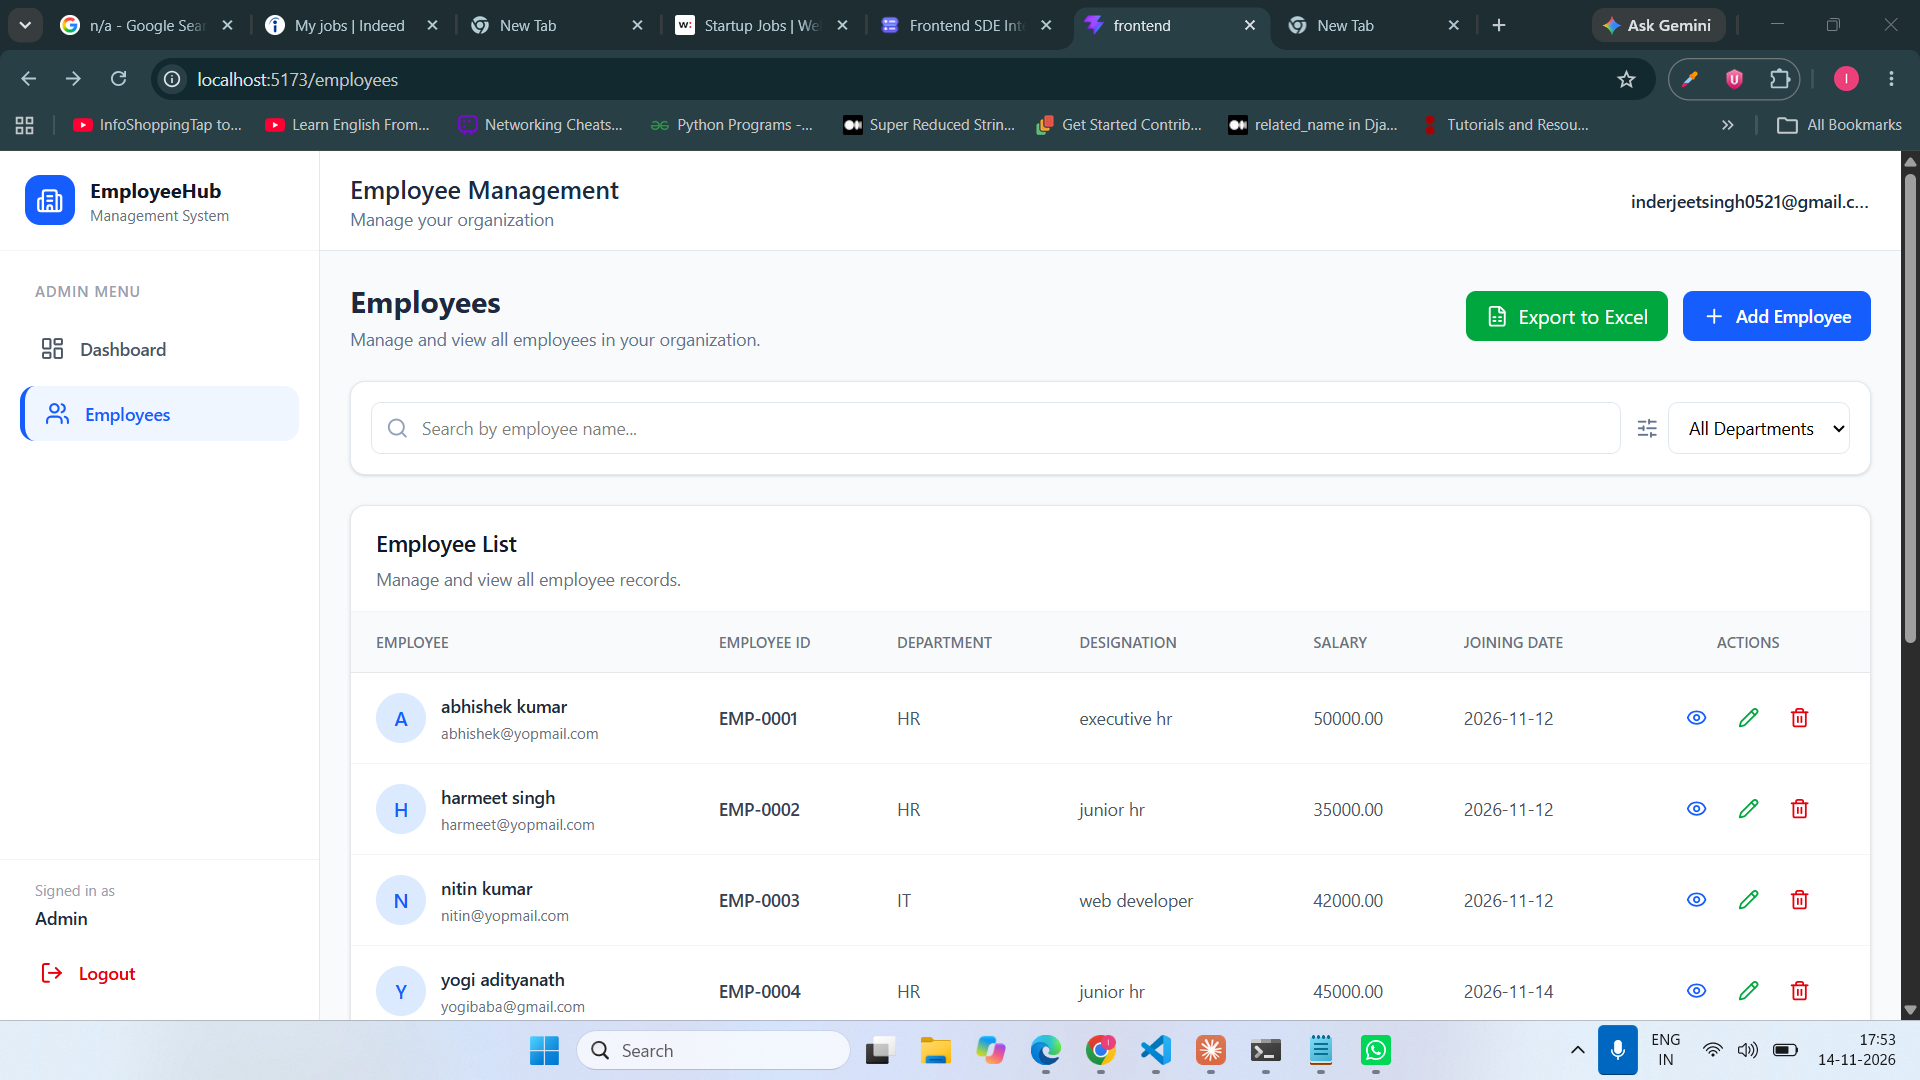 n/a - Google Sear
My jobs | Indeed
New Tab
Startup Jobs | We
Frontend SDE Int
frontend
New Tab
Ask Gemini
localhost:5173/employees
I
InfoShoppingTap to...
Learn English From...
Networking Cheats...
Python Programs -...
Super Reduced Strin...
Get Started Contrib...
related_name in Dja...
Tutorials and Resou...
All Bookmarks
EmployeeHub
Management System
Employee Management
Manage your organization
inderjeetsingh0521@gmail.c...
ADMIN MENU
Dashboard
Employees
Employees
Manage and view all employees in your organization.
Export to Excel
Add Employee
Search by employee name...
All Departments
Employee List
Manage and view all employee records.
EMPLOYEE EMPLOYEE ID DEPARTMENT DESIGNATION SALARY JOINING DATE ACTIONS
A abhishek kumar EMP-0001 HR executive hr 50000.00 2026-11-12
abhishek@yopmail.com
H harmeet singh EMP-0002 HR junior hr 35000.00 2026-11-12
harmeet@yopmail.com
N nitin kumar EMP-0003 IT web developer 42000.00 2026-11-12
nitin@yopmail.com
Y yogi adityanath EMP-0004 HR junior hr 45000.00 2026-11-14
yogibaba@gmail.com
Signed in as
Admin
Logout
Search
ENG
IN
17:53
14-11-2026